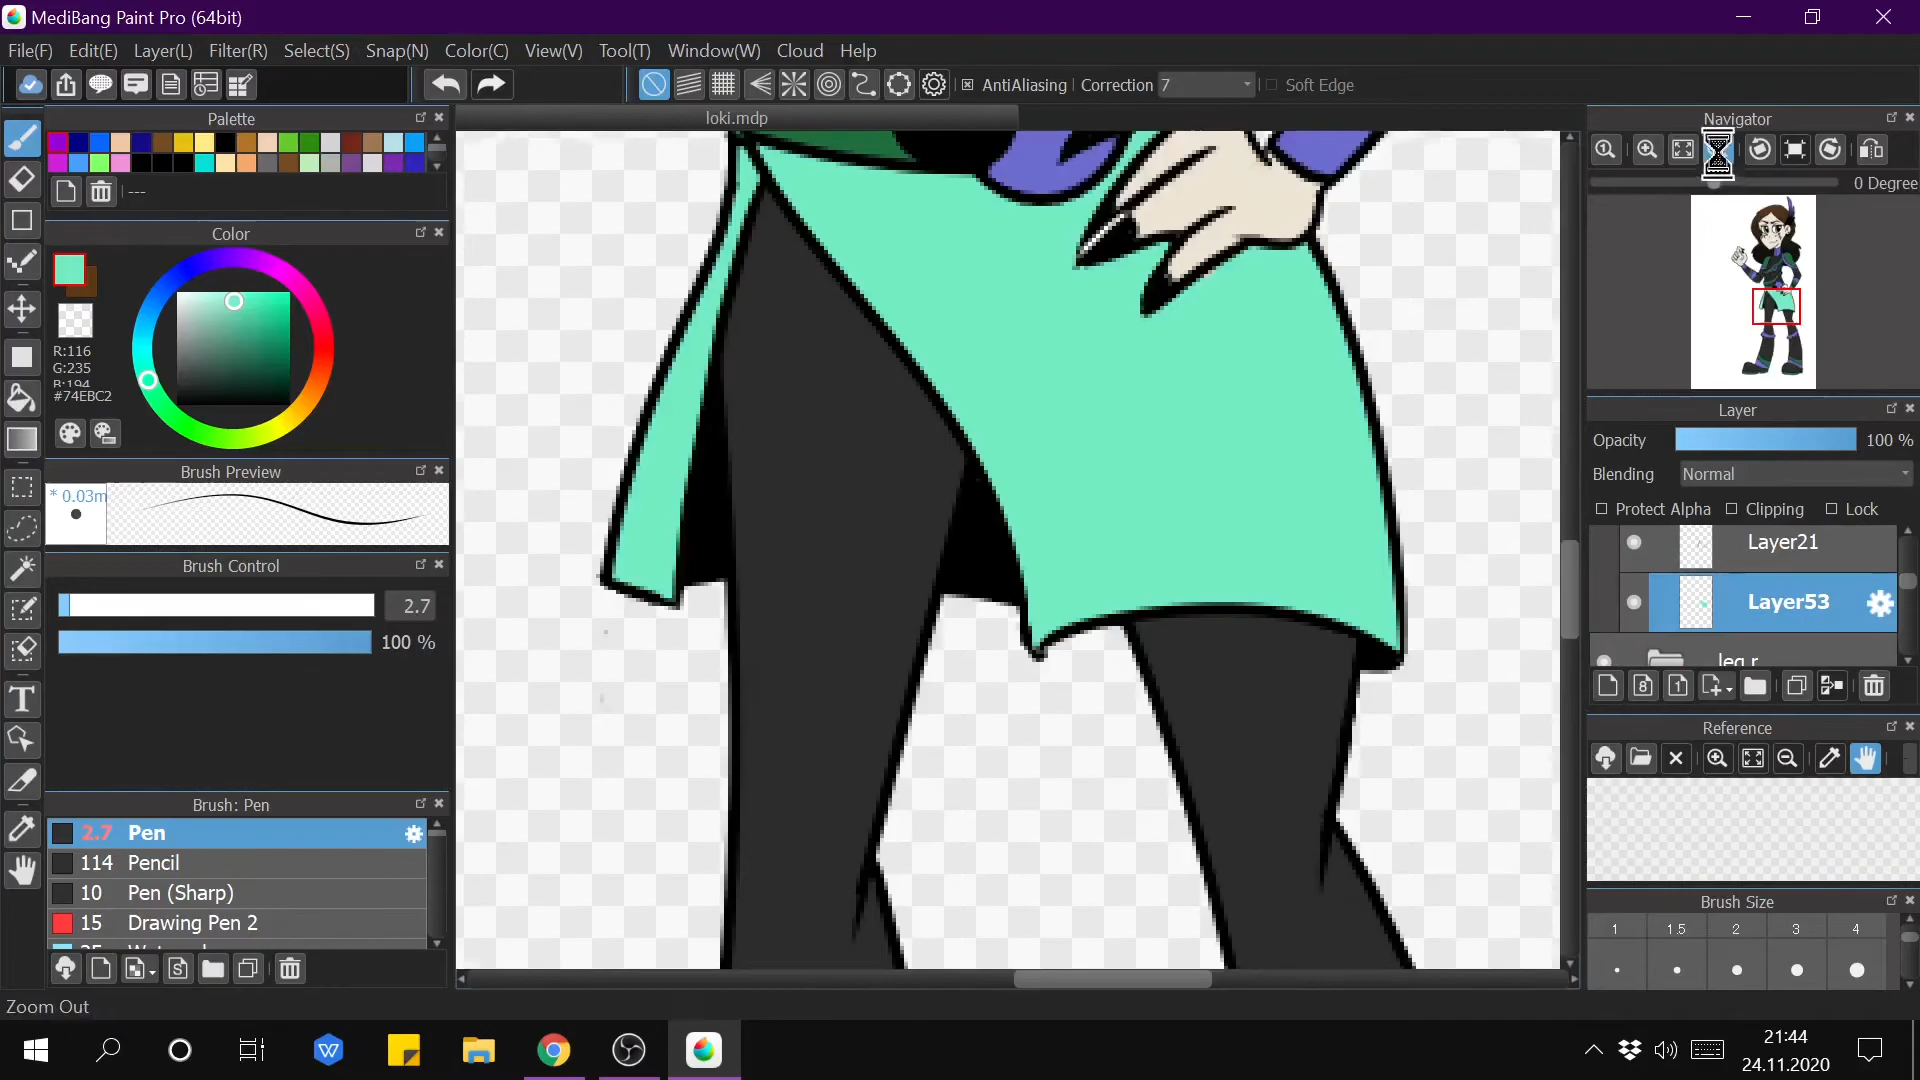 MediBang Paint Pro (64bit)
File(F) Edit(E) Layer(L) Filter(R) Select(S) Snap(N) Color(C) View(V) Tool(T) Window(W) Cloud Help
AntiAliasing Correction 7 Soft Edge
Palette
loki.mdp
Navigator
---
0 Degree
Color
R:116
G:235
B:194
#74EBC2
Layer
Opacity 100 %
Blending Normal
Protect Alpha Clipping Lock
Layer21
Layer53
leg r
Brush Preview
* 0.03m
Brush Control
2.7
100 %
Reference
Brush: Pen
2.7 Pen
114 Pencil
10 Pen (Sharp)
15 Drawing Pen 2
Brush Size
1 1.5 2 3 4
Zoom Out
21:44
24.11.2020